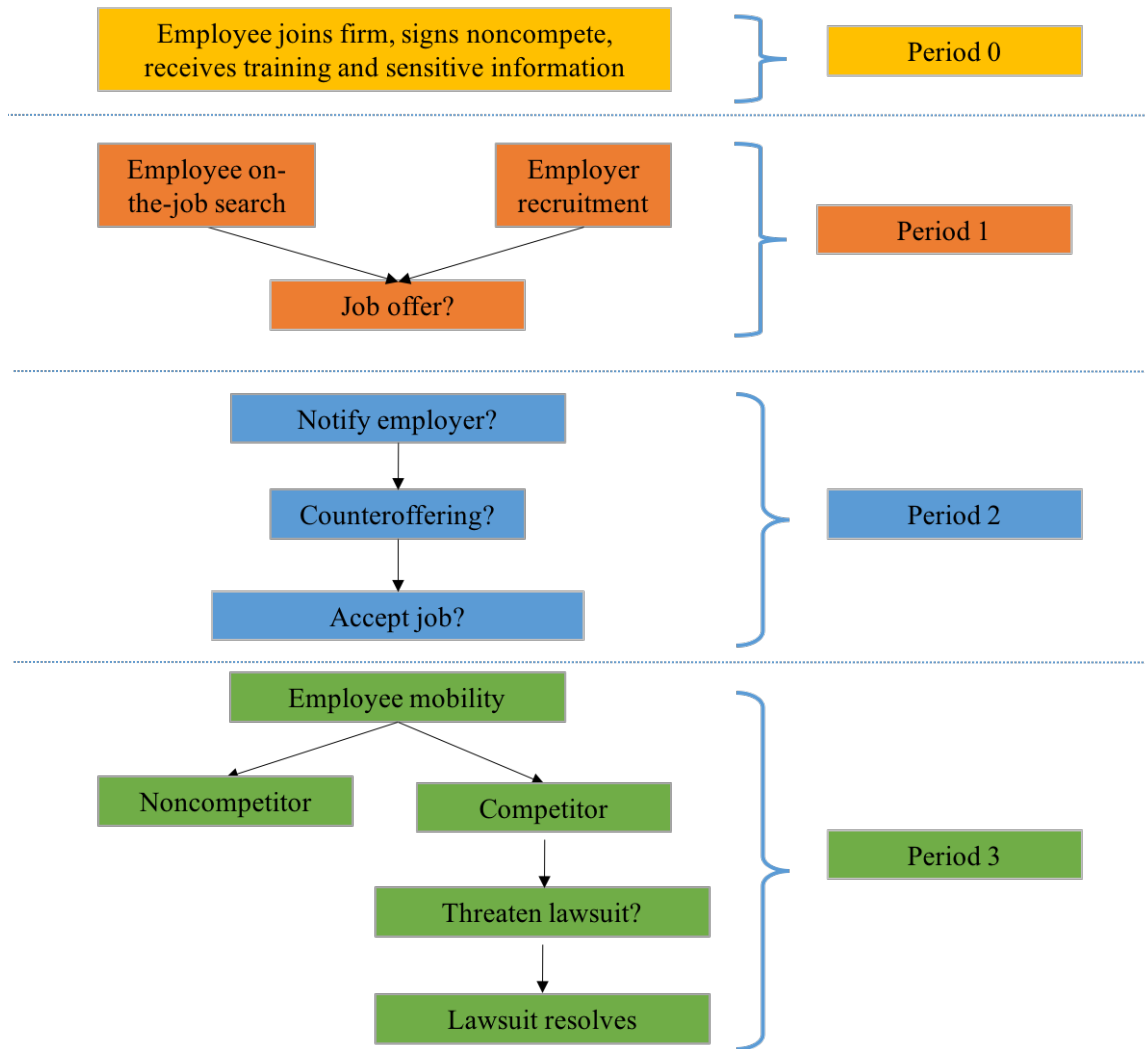 Employee joins firm, signs noncompete,
receives training and sensitive information
Period 0
Employee on-
the-job search
Employer
recruitment
Period 1
Job offer?
Notify employer?
Counteroffering?
Period 2
Accept job?
Employee mobility
Noncompetitor
Competitor
Period 3
Threaten lawsuit?
Lawsuit resolves